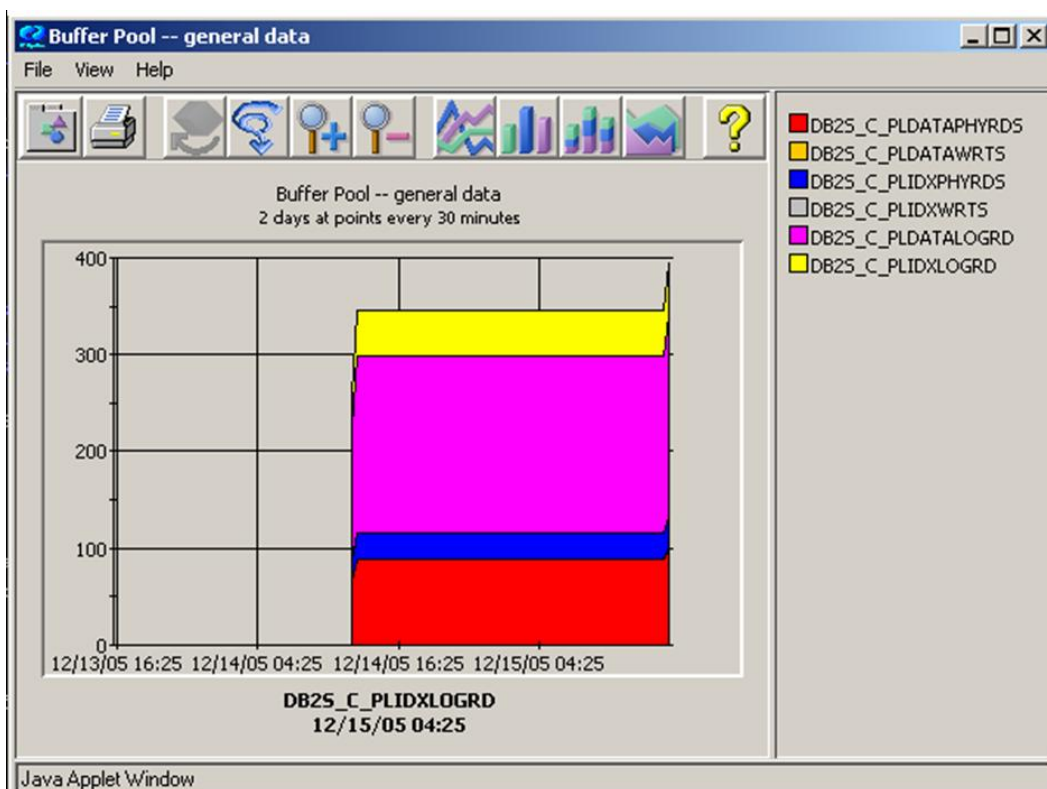 Buffer Pool -- general data
File View Help
DB2S_C_PLDATAPHYRDS
DB2S_C_PLDATAWRTS
DB2S_C_PLIDXPHYRDS
DB2S_C_PLIDXWRTS
DB2S_C_PLDATALOGRD
DB2S_C_PLIDXLOGRD
Buffer Pool -- general data
2 days at points every 30 minutes
400
300
200
100
0
12/13/05 16:25 12/14/05 04:25 12/14/05 16:25 12/15/05 04:25
DB2S_C_PLIDXLOGRD
12/15/05 04:25
Java Applet Window